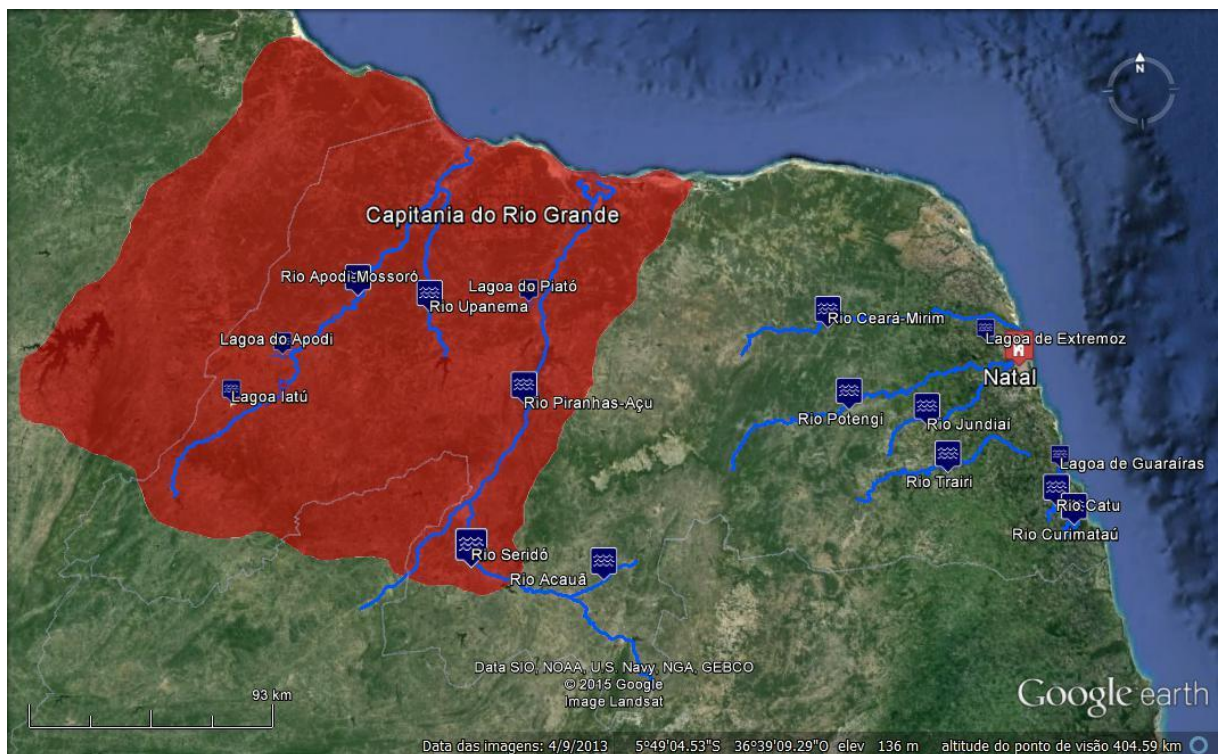 N
Capitania do Rio Grande
Rio Apodi-Mossoró
Lagoa do Piató
Rio Upanema
Rio Ceará-Mirim
Lagoa do Apodi
Lagoa de Extremoz
Natal
Lagoa Iatú
Rio Piranhas-Açu
Rio Potengi
Rio Jundiaí
Lagoa de Guaraíras
Rio Trairi
Rio Catu
Rio Curimataú
Rio Seridó
Rio Acauã
Data SIO, NOAA, U.S. Navy, NGA, GEBCO
© 2015 Google
Image Landsat
93 km
Google earth
Data das imagens: 4/9/2013 5°49'04.53"S 36°39'09.29"O elev 136 m altitude do ponto de visão 404.59 km